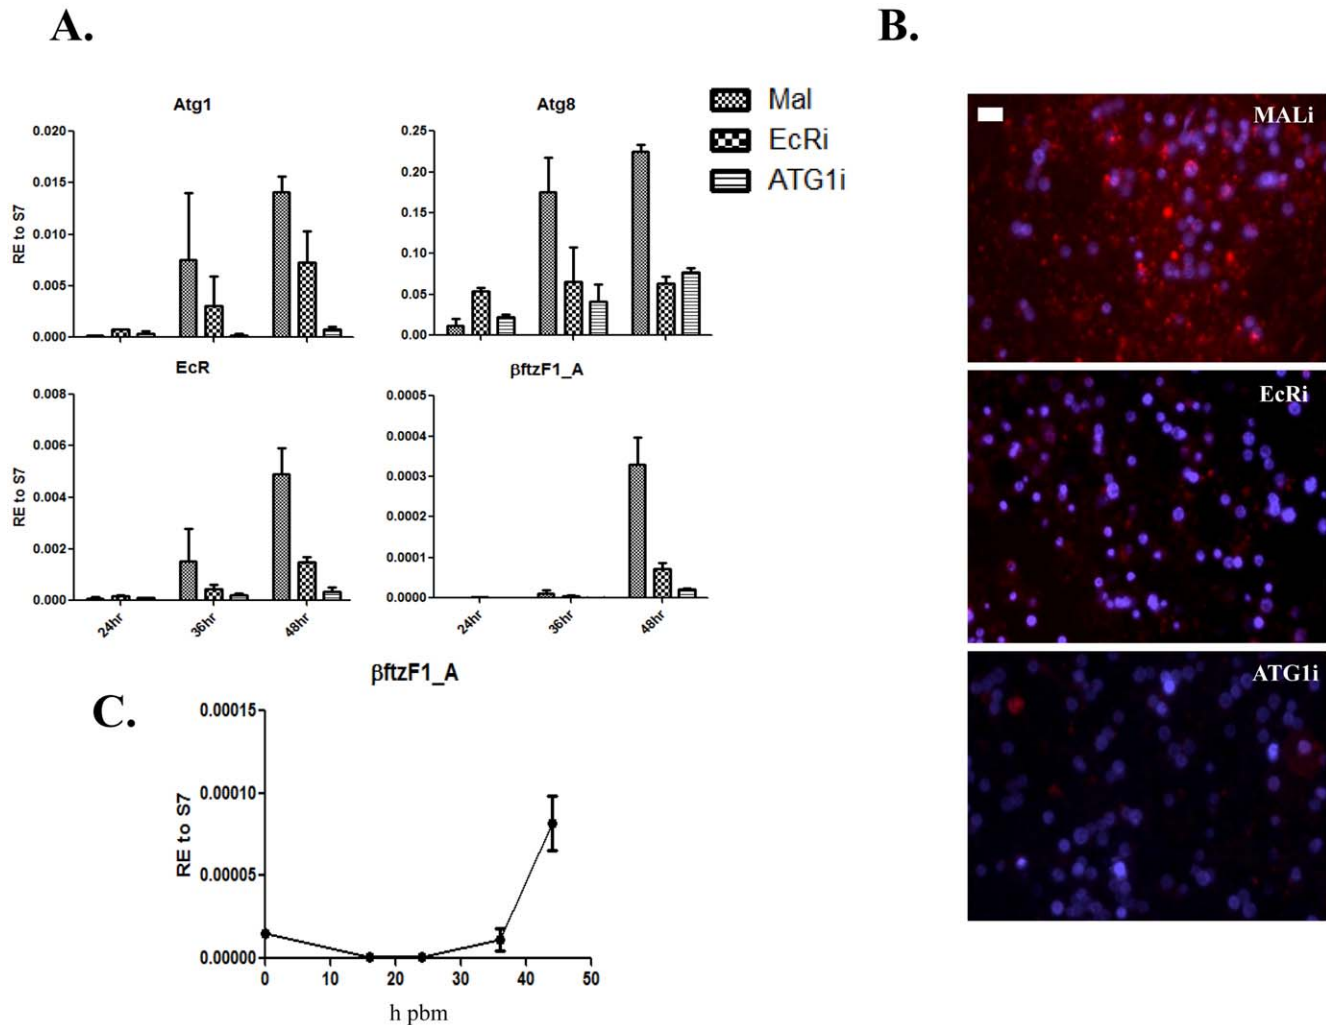 A.
B.
Atg1
Atg8
Mal
EcRi
ATG1i
RE to S7
0.020
0.015
0.010
0.005
0.000
0.25
0.20
0.15
0.10
0.05
0.00
EcR
βftzF1_A
RE to S7
0.008
0.006
0.004
0.002
0.000
0.0005
0.0004
0.0003
0.0002
0.0001
0.0000
24hr
36hr
48hr
24hr
36hr
48hr
MALi
EcRi
ATG1i
C.
βftzF1_A
RE to S7
0.00015
0.00010
0.00005
0.00000
0 10 20 30 40 50
h pbm